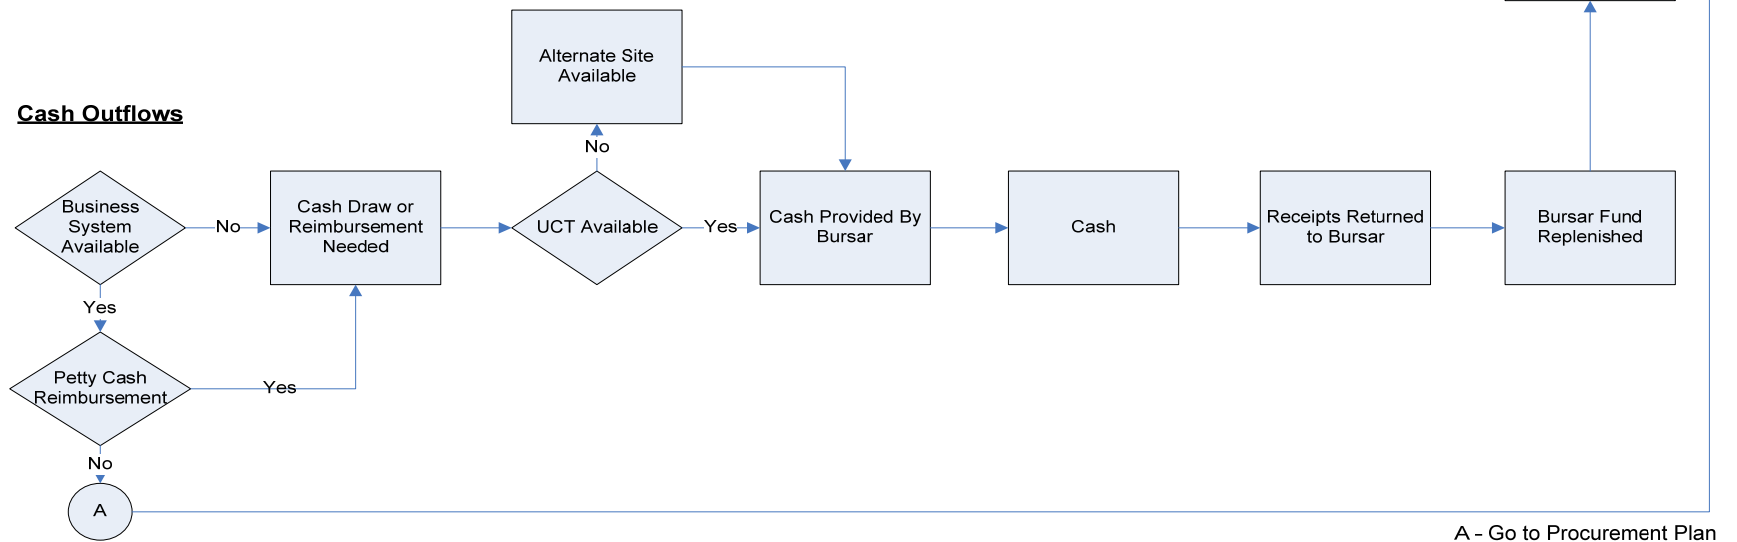 Alternate Site
Available
Cash Outflows
No
Business
System
Available
No
Cash Draw or
Reimbursement
Needed
UCT Available
Yes
Cash Provided By
Bursar
Cash
Receipts Returned
to Bursar
Bursar Fund
Replenished
Yes
Petty Cash
Reimbursement
Yes
No
A
A - Go to Procurement Plan